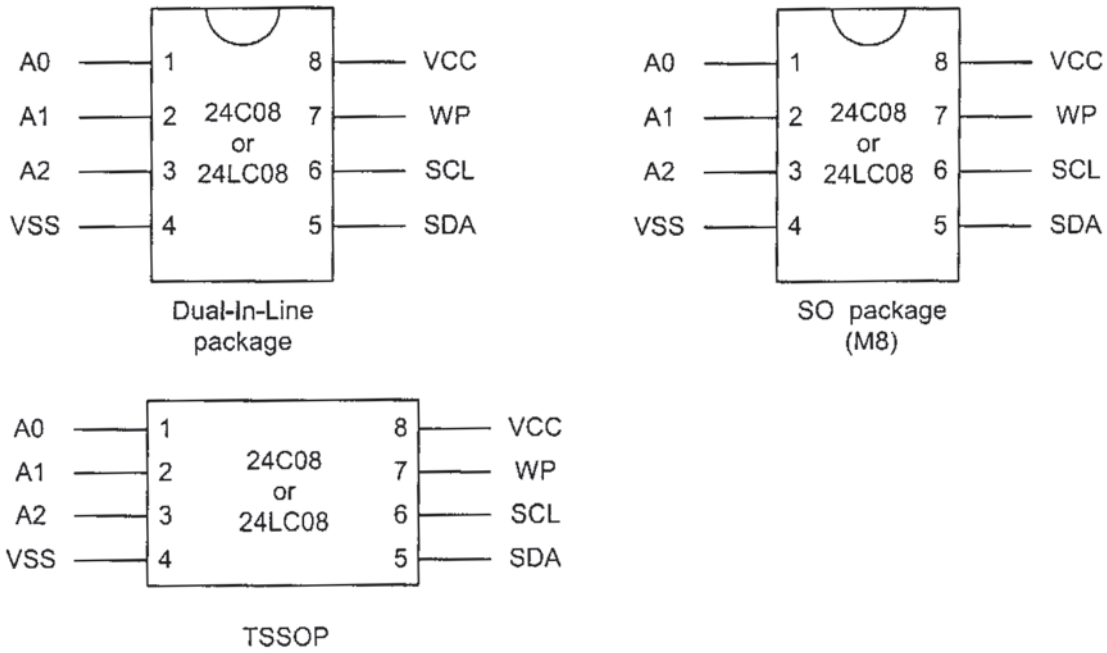 A0 1 8 VCC
A1 2 24C08 7 WP
or
A2 3 24LC08 6 SCL
VSS 4 5 SDA
Dual-In-Line
package
A0 1 8 VCC
A1 2 24C08 7 WP
or
A2 3 24LC08 6 SCL
VSS 4 5 SDA
SO package
(M8)
A0 1 8 VCC
A1 2 24C08 7 WP
or
A2 3 24LC08 6 SCL
VSS 4 5 SDA
TSSOP